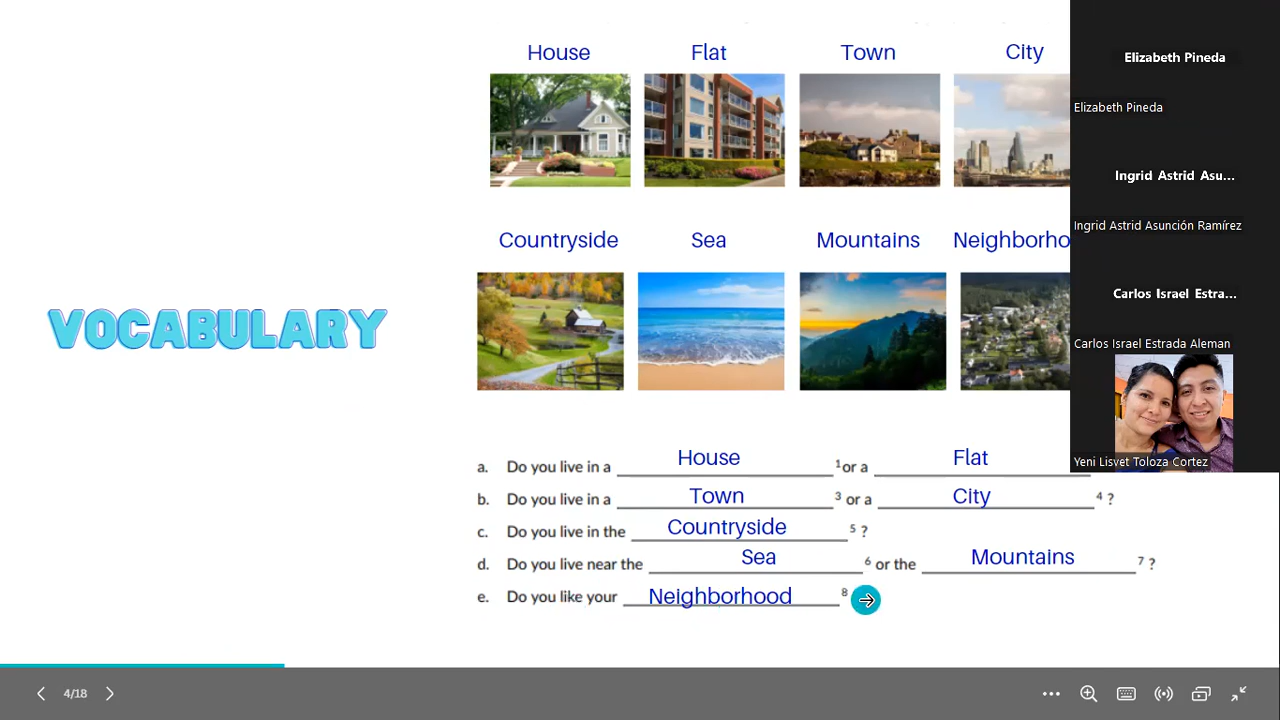 House Flat Town City
Countryside Sea Mountains Neighborho
VOCABULARY
a. Do you live in a House ¹or a Flat
b. Do you live in a Town ³ or a City ⁴ ?
c. Do you live in the Countryside ⁵ ?
d. Do you live near the Sea ⁶ or the Mountains ⁷ ?
e. Do you like your Neighborhood ⁸
Elizabeth Pineda
Elizabeth Pineda
Ingrid Astrid Asu...
Ingrid Astrid Asunción Ramírez
Carlos Israel Estra...
Carlos Israel Estrada Aleman
Yeni Lisvet Toloza Cortez
4/18